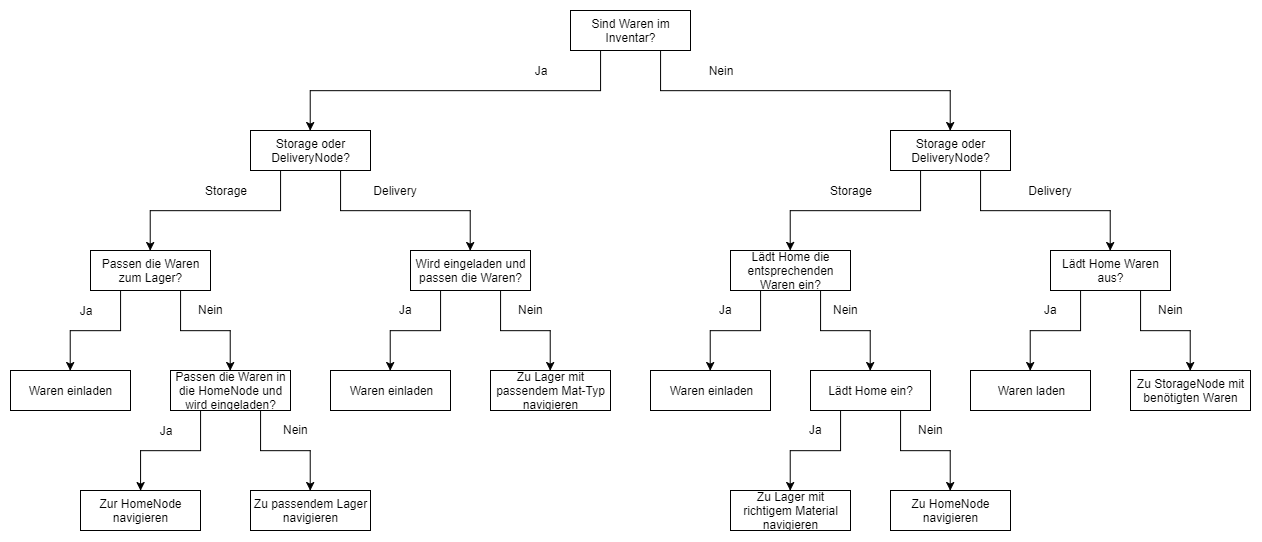 Sind Waren im
Inventar?
Ja
Nein
Storage oder
DeliveryNode?
Storage oder
DeliveryNode?
Storage
Delivery
Storage
Delivery
Passen die Waren
zum Lager?
Wird eingeladen und
passen die Waren?
Lädt Home die
entsprechenden
Waren ein?
Lädt Home Waren
aus?
Ja
Nein
Ja
Nein
Ja
Nein
Ja
Nein
Waren einladen
Passen die Waren in
die HomeNode und
wird eingeladen?
Waren einladen
Zu Lager mit
passendem Mat-Typ
navigieren
Waren einladen
Lädt Home ein?
Waren laden
Zu StorageNode mit
benötigten Waren
Ja
Nein
Ja
Nein
Zur HomeNode
navigieren
Zu passendem Lager
navigieren
Zu Lager mit
richtigem Material
navigieren
Zu HomeNode
navigieren